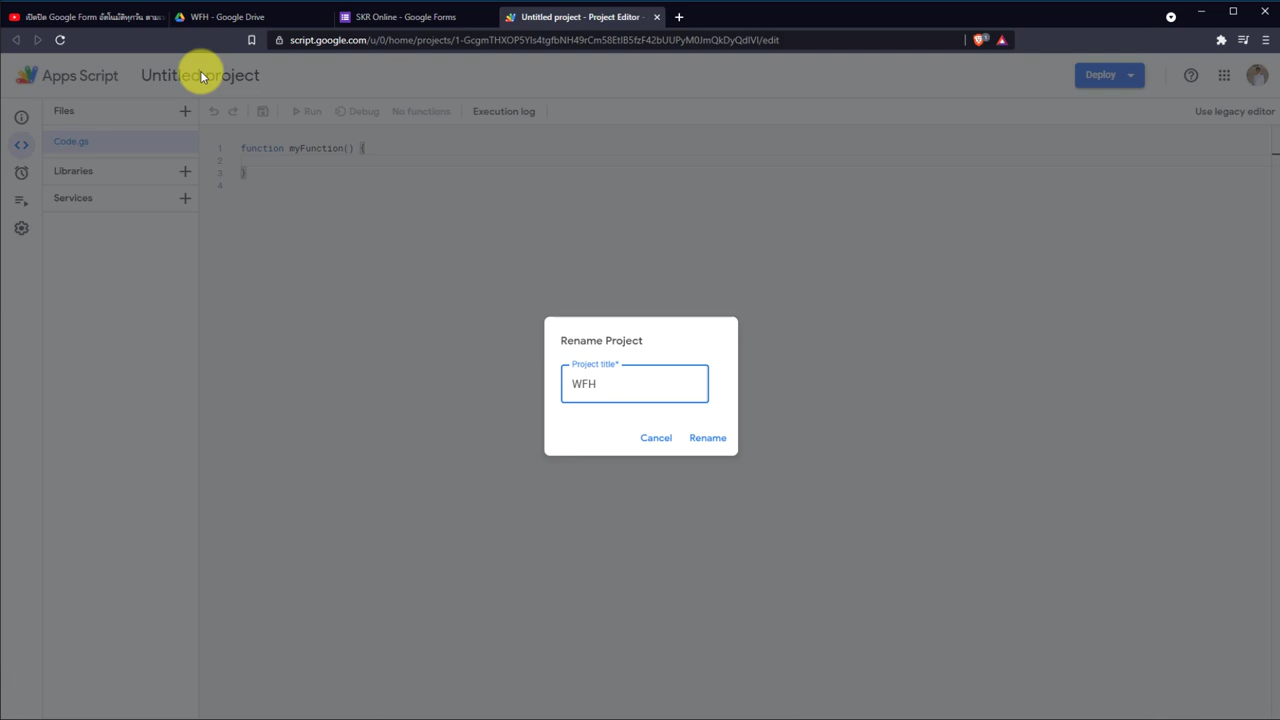 เปิดปิด Google Form อัตโนมัติทุกวัน ตามเว
WFH - Google Drive
SKR Online - Google Forms
Untitled project - Project Editor -
script.google.com/u/0/home/projects/1-GcgmTHXOP5YIs4tgfbNH49rCm58EtIB5fzF42bUUPyM0JmQkDyQdIVI/edit
Apps Script
Untitled project
Deploy
Files
Run
Debug
No functions
Execution log
Use legacy editor
Code.gs
1 function myFunction() {
2
3 }
4
Libraries
Services
Rename Project
Project title*
WFH
Cancel
Rename